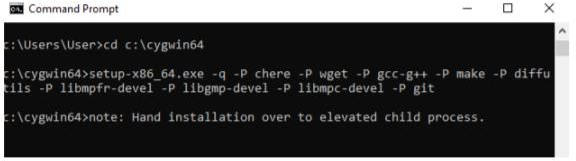 Command Prompt
c:\Users\User>cd c:\cygwin64
c:\cygwin64>setup-x86_64.exe -q -P chere -P wget -P gcc-g++ -P make -P diffu
tils -P libmpfr-devel -P libgmp-devel -P libmpc-devel -P git
c:\cygwin64>note: Hand installation over to elevated child process.